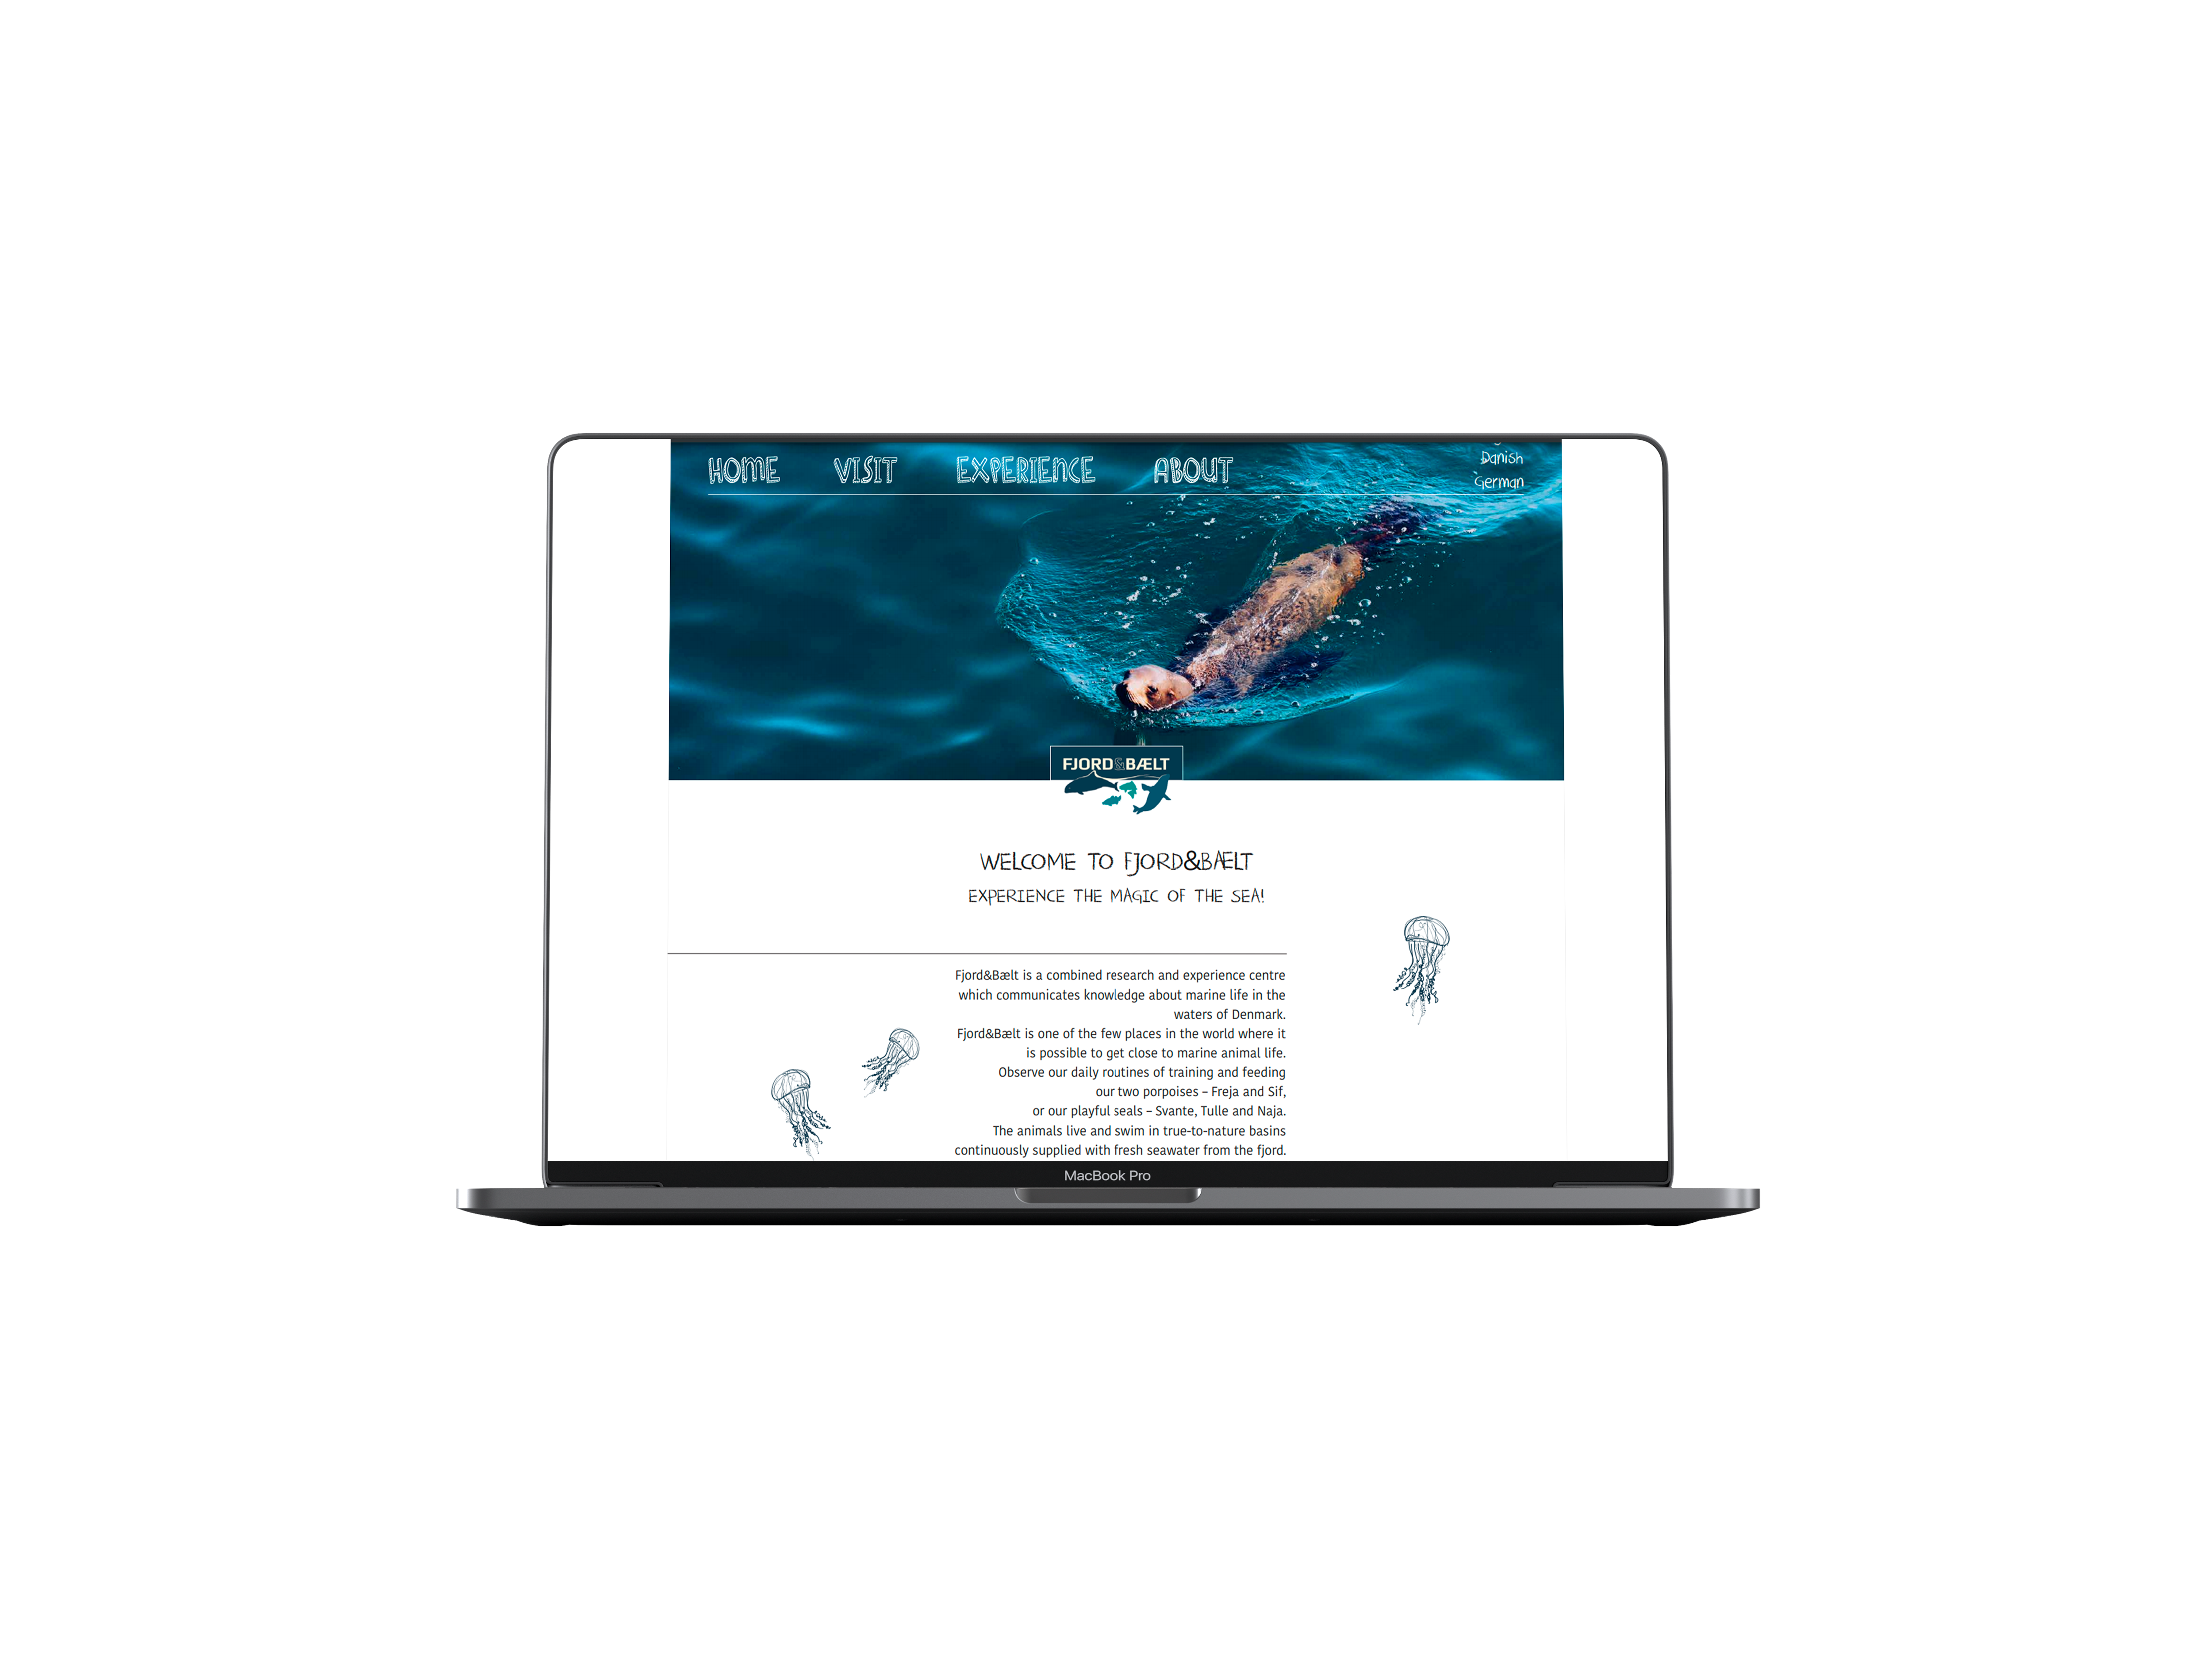 HOME VISIT EXPERIENCE ABOUT
Danish
German
FJORD&BÆLT
WELCOME TO FJORD&BÆLT
EXPERIENCE THE MAGIC OF THE SEA!
Fjord&Bælt is a combined research and experience centre
which communicates knowledge about marine life in the
waters of Denmark.
Fjord&Bælt is one of the few places in the world where it
is possible to get close to marine animal life.
Observe our daily routines of training and feeding
our two porpoises – Freja and Sif,
or our playful seals – Svante, Tulle and Naja.
The animals live and swim in true-to-nature basins
continuously supplied with fresh seawater from the fjord.
MacBook Pro